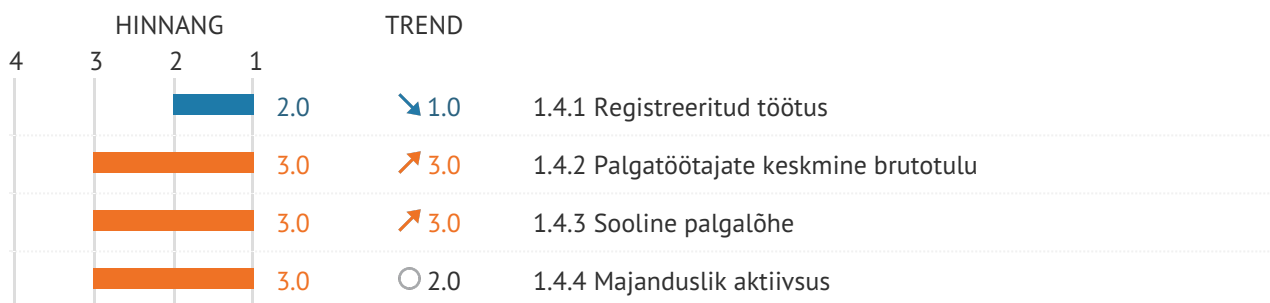 HINNANG TREND
4 3 2 1
2.0 1.0 1.4.1 Registreeritud töötus
3.0 3.0 1.4.2 Palgatöötajate keskmine brutotulu
3.0 3.0 1.4.3 Sooline palgalõhe
3.0 2.0 1.4.4 Majanduslik aktiivsus